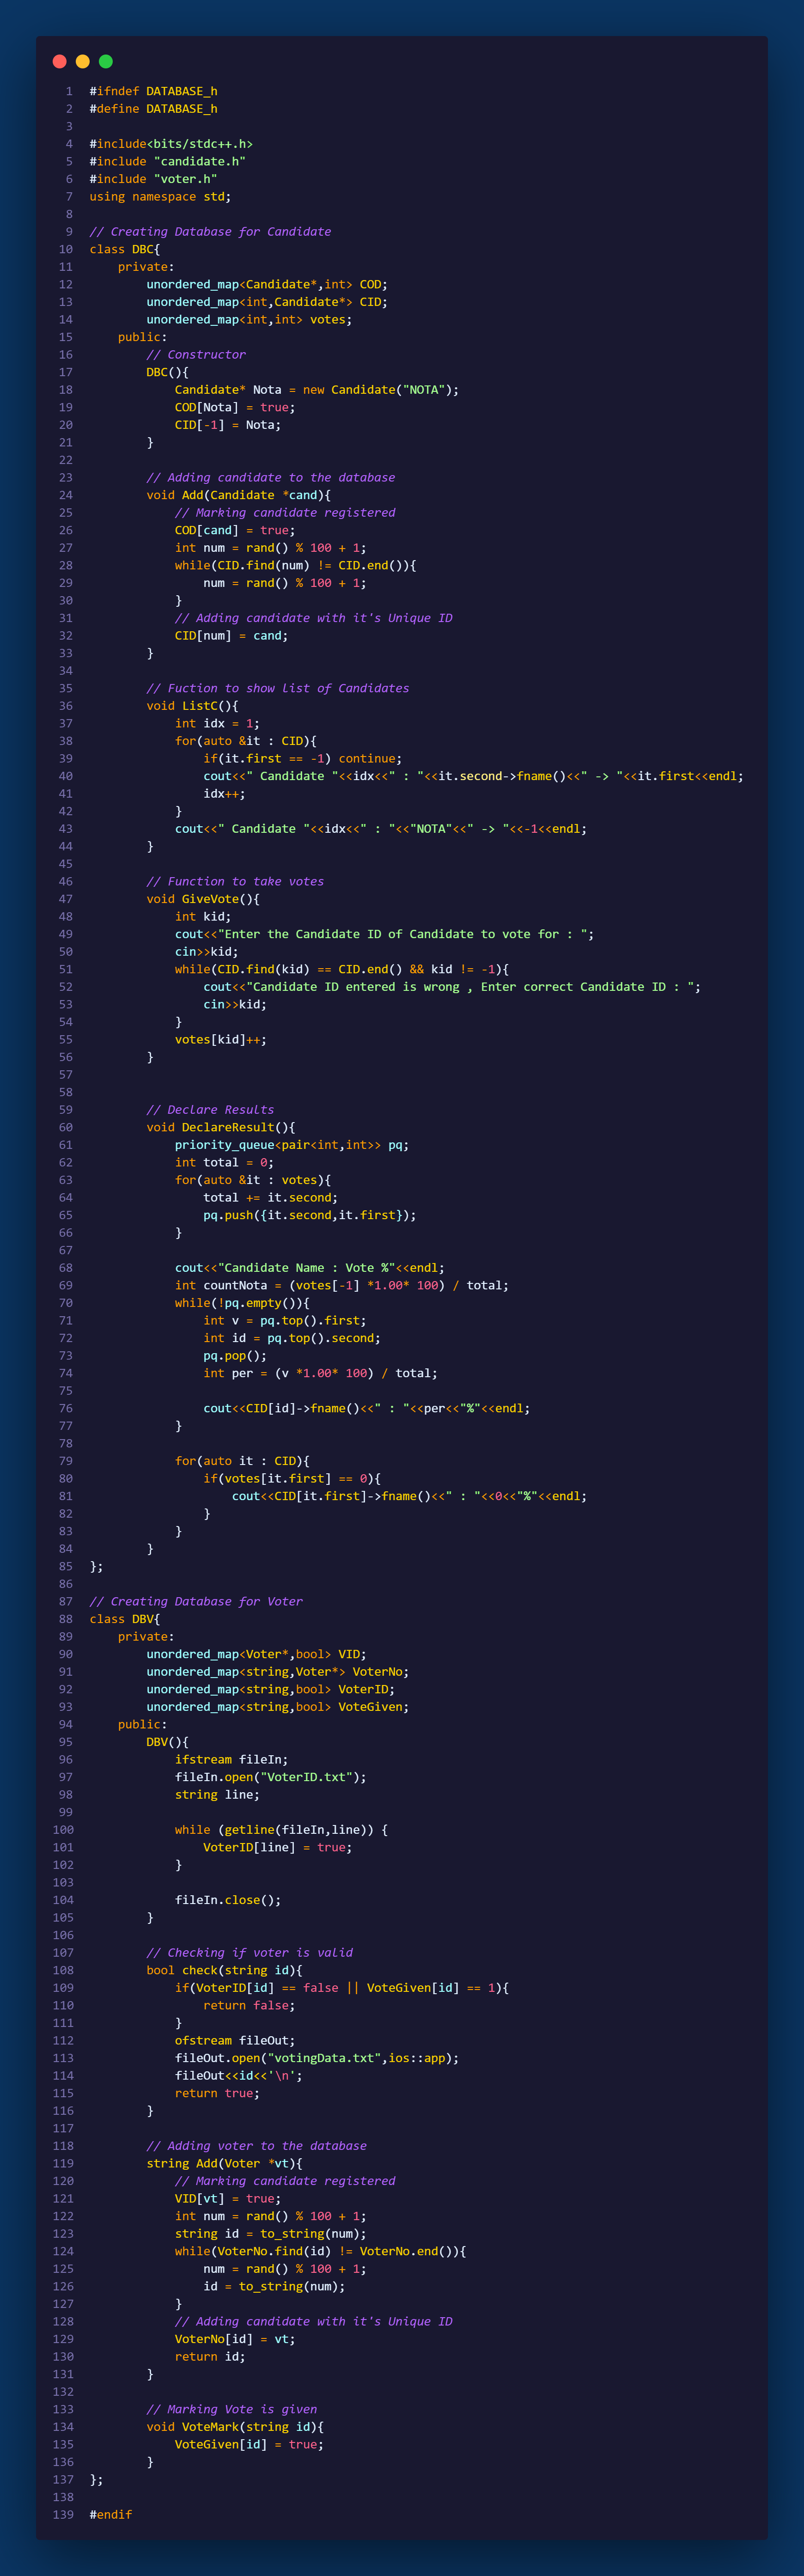 1 #ifndef DATABASE_h
2 #define DATABASE_h
3
4 #include<bits/stdc++.h>
5 #include "candidate.h"
6 #include "voter.h"
7 using namespace std;
8
9 // Creating Database for Candidate
10 class DBC{
11     private:
12         unordered_map<Candidate*,int> COD;
13         unordered_map<int,Candidate*> CID;
14         unordered_map<int,int> votes;
15     public:
16         // Constructor
17         DBC(){
18             Candidate* Nota = new Candidate("NOTA");
19             COD[Nota] = true;
20             CID[-1] = Nota;
21         }
22
23         // Adding candidate to the database
24         void Add(Candidate *cand){
25             // Marking candidate registered
26             COD[cand] = true;
27             int num = rand() % 100 + 1;
28             while(CID.find(num) != CID.end()){
29                 num = rand() % 100 + 1;
30             }
31             // Adding candidate with it's Unique ID
32             CID[num] = cand;
33         }
34
35         // Fuction to show list of Candidates
36         void ListC(){
37             int idx = 1;
38             for(auto &it : CID){
39                 if(it.first == -1) continue;
40                 cout<<" Candidate "<<idx<<" : "<<it.second->fname()<<" -> "<<it.first<<endl;
41                 idx++;
42             }
43             cout<<" Candidate "<<idx<<" : "<<"NOTA"<<" -> "<<-1<<endl;
44         }
45
46         // Function to take votes
47         void GiveVote(){
48             int kid;
49             cout<<"Enter the Candidate ID of Candidate to vote for : ";
50             cin>>kid;
51             while(CID.find(kid) == CID.end() && kid != -1){
52                 cout<<"Candidate ID entered is wrong , Enter correct Candidate ID : ";
53                 cin>>kid;
54             }
55             votes[kid]++;
56         }
57
58
59         // Declare Results
60         void DeclareResult(){
61             priority_queue<pair<int,int>> pq;
62             int total = 0;
63             for(auto &it : votes){
64                 total += it.second;
65                 pq.push({it.second,it.first});
66             }
67
68             cout<<"Candidate Name : Vote %"<<endl;
69             int countNota = (votes[-1] *1.00* 100) / total;
70             while(!pq.empty()){
71                 int v = pq.top().first;
72                 int id = pq.top().second;
73                 pq.pop();
74                 int per = (v *1.00* 100) / total;
75
76                 cout<<CID[id]->fname()<<" : "<<per<<"%"<<endl;
77             }
78
79             for(auto it : CID){
80                 if(votes[it.first] == 0){
81                     cout<<CID[it.first]->fname()<<" : "<<0<<"%"<<endl;
82                 }
83             }
84         }
85 };
86
87 // Creating Database for Voter
88 class DBV{
89     private:
90         unordered_map<Voter*,bool> VID;
91         unordered_map<string,Voter*> VoterNo;
92         unordered_map<string,bool> VoterID;
93         unordered_map<string,bool> VoteGiven;
94     public:
95         DBV(){
96             ifstream fileIn;
97             fileIn.open("VoterID.txt");
98             string line;
99
100             while (getline(fileIn,line)) {
101                 VoterID[line] = true;
102             }
103
104             fileIn.close();
105         }
106
107         // Checking if voter is valid
108         bool check(string id){
109             if(VoterID[id] == false || VoteGiven[id] == 1){
110                 return false;
111             }
112             ofstream fileOut;
113             fileOut.open("votingData.txt",ios::app);
114             fileOut<<id<<'\n';
115             return true;
116         }
117
118         // Adding voter to the database
119         string Add(Voter *vt){
120             // Marking candidate registered
121             VID[vt] = true;
122             int num = rand() % 100 + 1;
123             string id = to_string(num);
124             while(VoterNo.find(id) != VoterNo.end()){
125                 num = rand() % 100 + 1;
126                 id = to_string(num);
127             }
128             // Adding candidate with it's Unique ID
129             VoterNo[id] = vt;
130             return id;
131         }
132
133         // Marking Vote is given
134         void VoteMark(string id){
135             VoteGiven[id] = true;
136         }
137 };
138
139 #endif